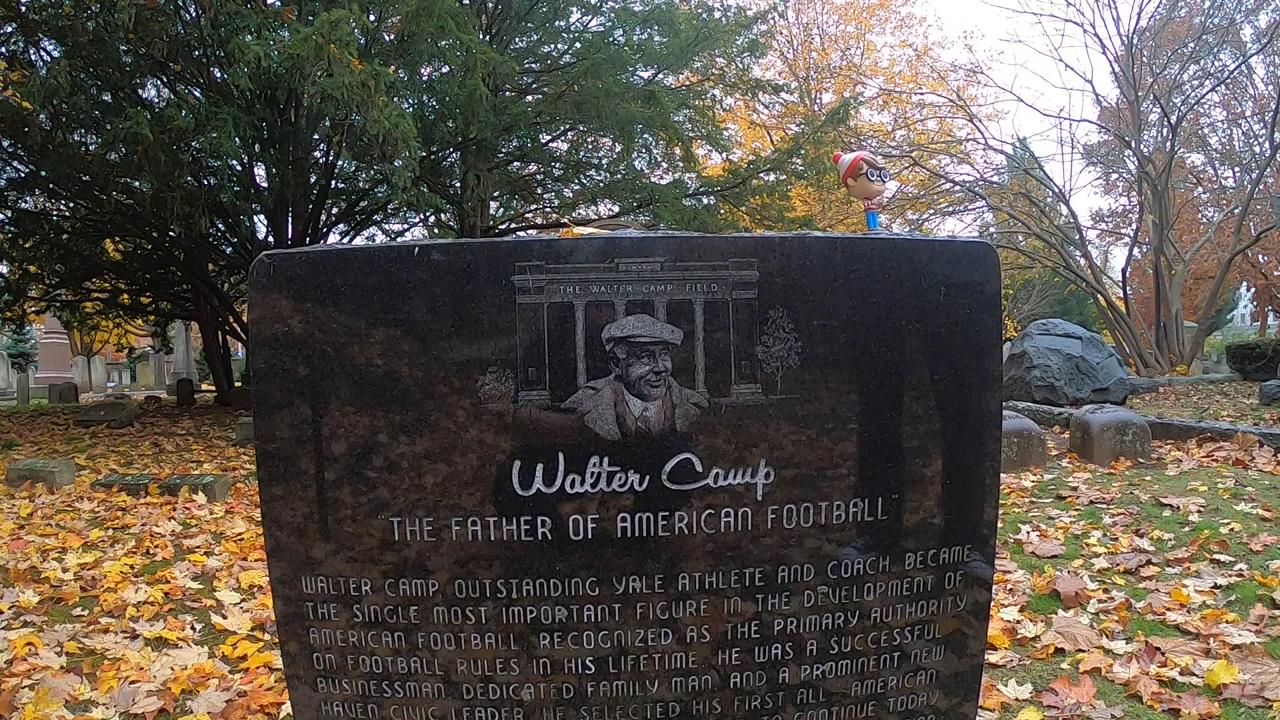 THE WALTER CAMP FIELD
Walter Camp
"THE FATHER OF AMERICAN FOOTBALL"
WALTER CAMP, OUTSTANDING YALE ATHLETE AND COACH, BECAME
THE SINGLE MOST IMPORTANT FIGURE IN THE DEVELOPMENT OF
AMERICAN FOOTBALL. RECOGNIZED AS THE PRIMARY AUTHORITY
ON FOOTBALL RULES IN HIS LIFETIME, HE WAS A SUCCESSFUL
BUSINESSMAN, DEDICATED FAMILY MAN, AND A PROMINENT NEW
HAVEN CIVIC LEADER. HE SELECTED HIS FIRST ALL-AMERICAN
TO CONTINUE TODAY